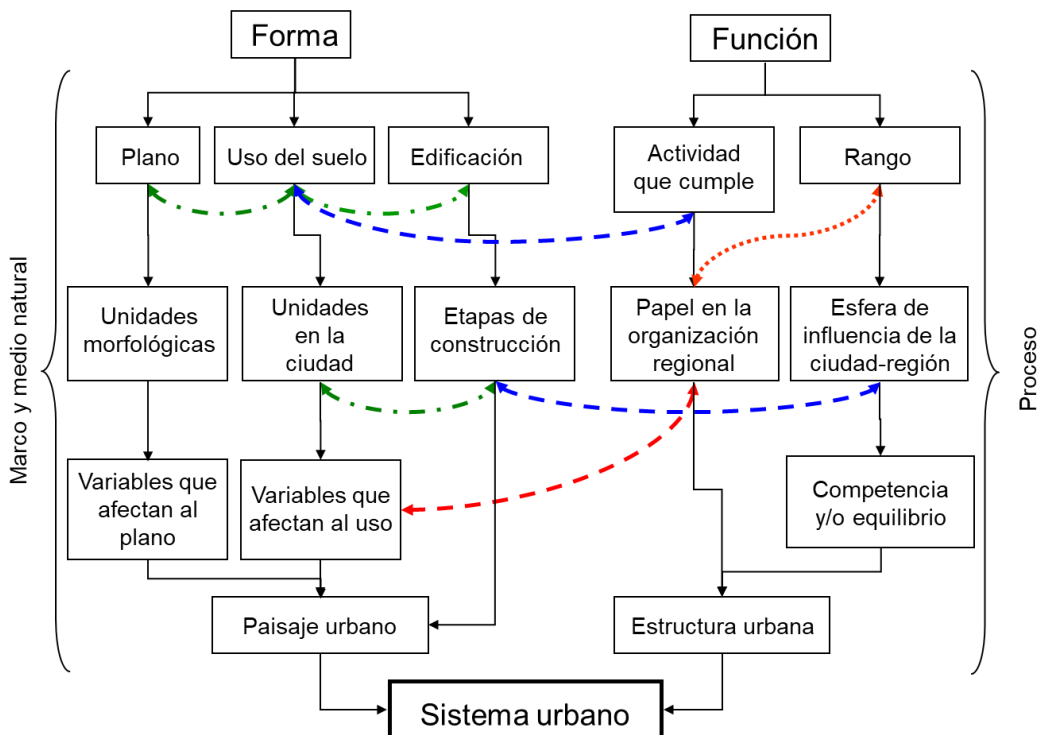 Forma
Función
Plano
Uso del suelo
Edificación
Actividad
que cumple
Rango
Unidades
morfológicas
Unidades
en la
ciudad
Etapas de
construcción
Papel en la
organización
regional
Esfera de
influencia de la
ciudad-región
Variables que
afectan al
plano
Variables que
afectan al uso
Competencia
y/o equilibrio
Paisaje urbano
Estructura urbana
Sistema urbano
Marco y medio natural
Proceso